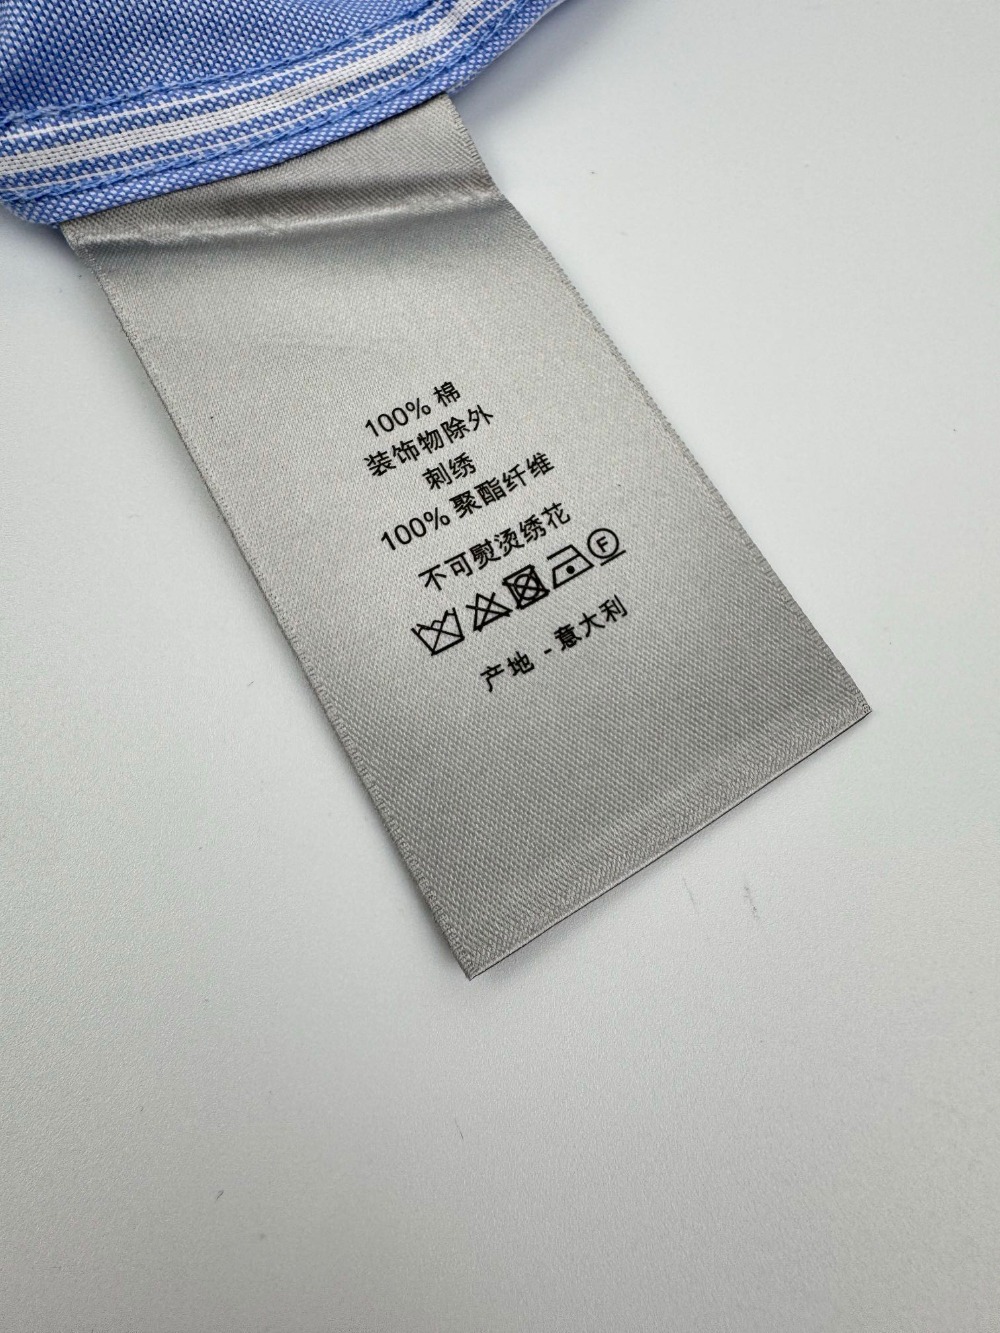 100% 棉
装饰物除外
刺绣
100% 聚酯纤维
不可熨烫绣花
F
产地 - 意大利